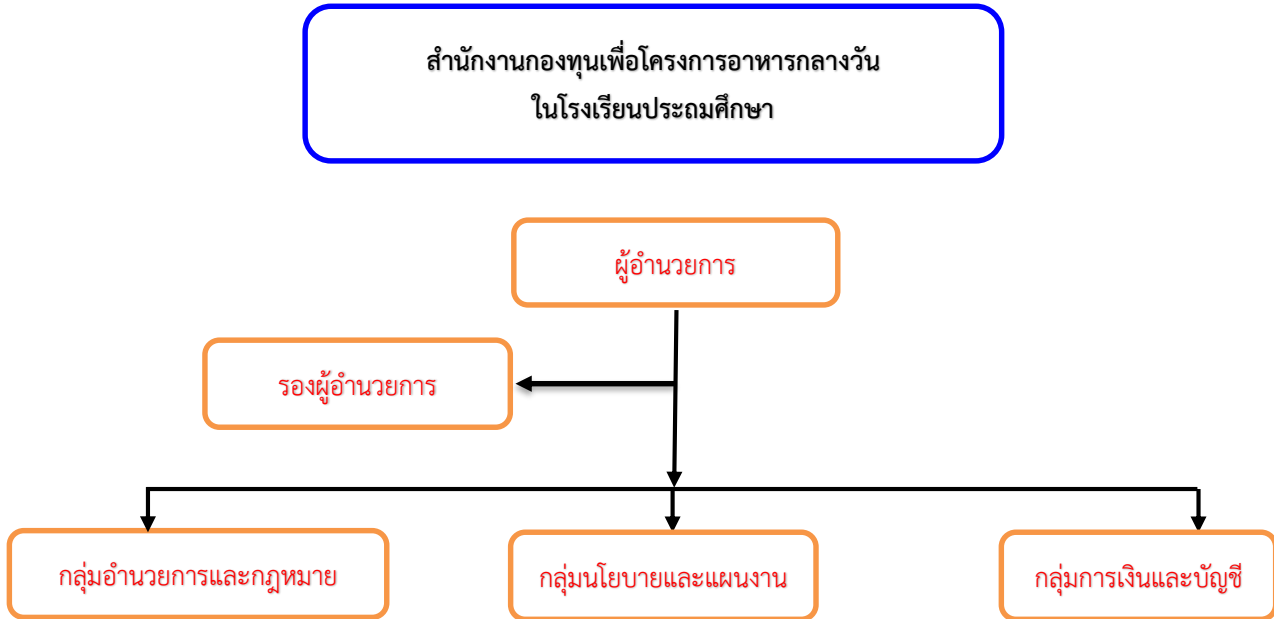 สำนักงานกองทุนเพื่อโครงการอาหารกลางวัน
ในโรงเรียนประถมศึกษา
ผู้อำนวยการ
รองผู้อำนวยการ
กลุ่มอำนวยการและกฎหมาย
กลุ่มนโยบายและแผนงาน
กลุ่มการเงินและบัญชี